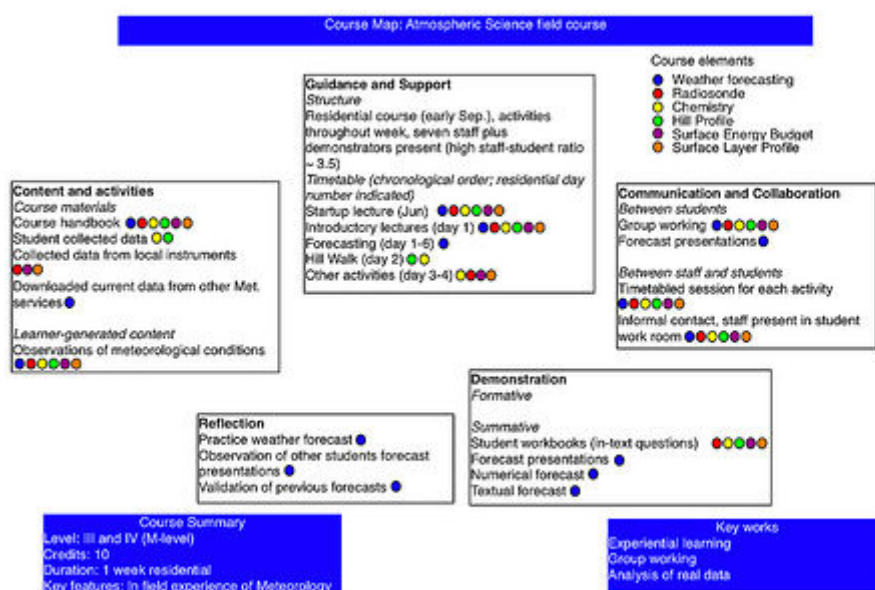 Course Map: Atmospheric Science field course
Course elements
Weather forecasting
Radiosonde
Chemistry
Hill Profile
Surface Energy Budget
Surface Layer Profile
Guidance and Support
Structure
Residential course (early Sep.), activities
throughout week, seven staff plus
demonstrators present (high staff-student ratio
~ 3.5)
Timetable (chronological order; residential day
number indicated)
Startup lecture (Jun)
Introductory lectures (day 1)
Forecasting (day 1-6)
Hill Walk (day 2)
Other activities (day 3-4)
Content and activities
Course materials
Course handbook
Student collected data
Collected data from local instruments
Downloaded current data from other Met.
services
Learner-generated content
Observations of meteorological conditions
Communication and Collaboration
Between students
Group working
Forecast presentations
Between staff and students
Timetabled session for each activity
Informal contact, staff present in student
work room
Reflection
Practice weather forecast
Observation of other students forecast
presentations
Validation of previous forecasts
Demonstration
Formative
Summative
Student workbooks (in-text questions)
Forecast presentations
Numerical forecast
Textual forecast
Course Summary
Level: III and IV (M-level)
Credits: 10
Duration: 1 week residential
Key features: In field experience of Meteorology
Key works
Experiential learning
Group working
Analysis of real data